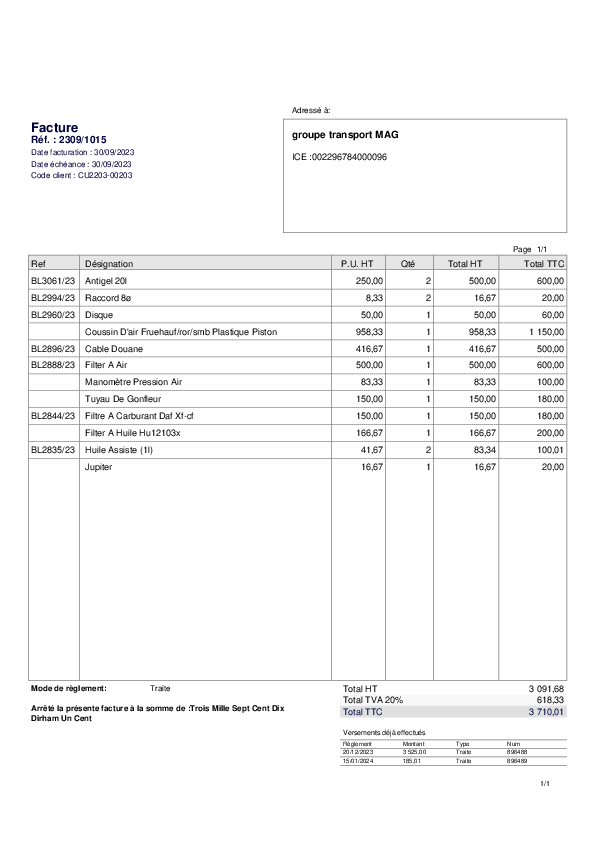 Adressé à:
Facture
Réf. : 2309/1015
Date facturation : 30/09/2023
Date échéance : 30/09/2023
Code client : CU2203-00203
groupe transport MAG
ICE :002296784000096
Page 1/1
Ref Désignation P.U. HT Qté Total HT Total TTC
BL3061/23 Antigel 20l 250,00 2 500,00 600,00
BL2994/23 Raccord 8ø 8,33 2 16,67 20,00
BL2960/23 Disque 50,00 1 50,00 60,00
Coussin D'air Fruehauf/ror/smb Plastique Piston 958,33 1 958,33 1 150,00
BL2896/23 Cable Douane 416,67 1 416,67 500,00
BL2888/23 Filter A Air 500,00 1 500,00 600,00
Manomètre Pression Air 83,33 1 83,33 100,00
Tuyau De Gonfleur 150,00 1 150,00 180,00
BL2844/23 Filtre A Carburant Daf Xf-cf 150,00 1 150,00 180,00
Filter A Huile Hu12103x 166,67 1 166,67 200,00
BL2835/23 Huile Assiste (1l) 41,67 2 83,34 100,01
Jupiter 16,67 1 16,67 20,00
Mode de règlement: Traite
Total HT 3 091,68
Total TVA 20% 618,33
Total TTC 3 710,01
Arrêté la présente facture à la somme de :Trois Mille Sept Cent Dix
Dirham Un Cent
Versements déjà effectués
Règlement Montant Type Num
20/12/2023 3 525,00 Traite 896488
15/01/2024 185,01 Traite 896489
1/1